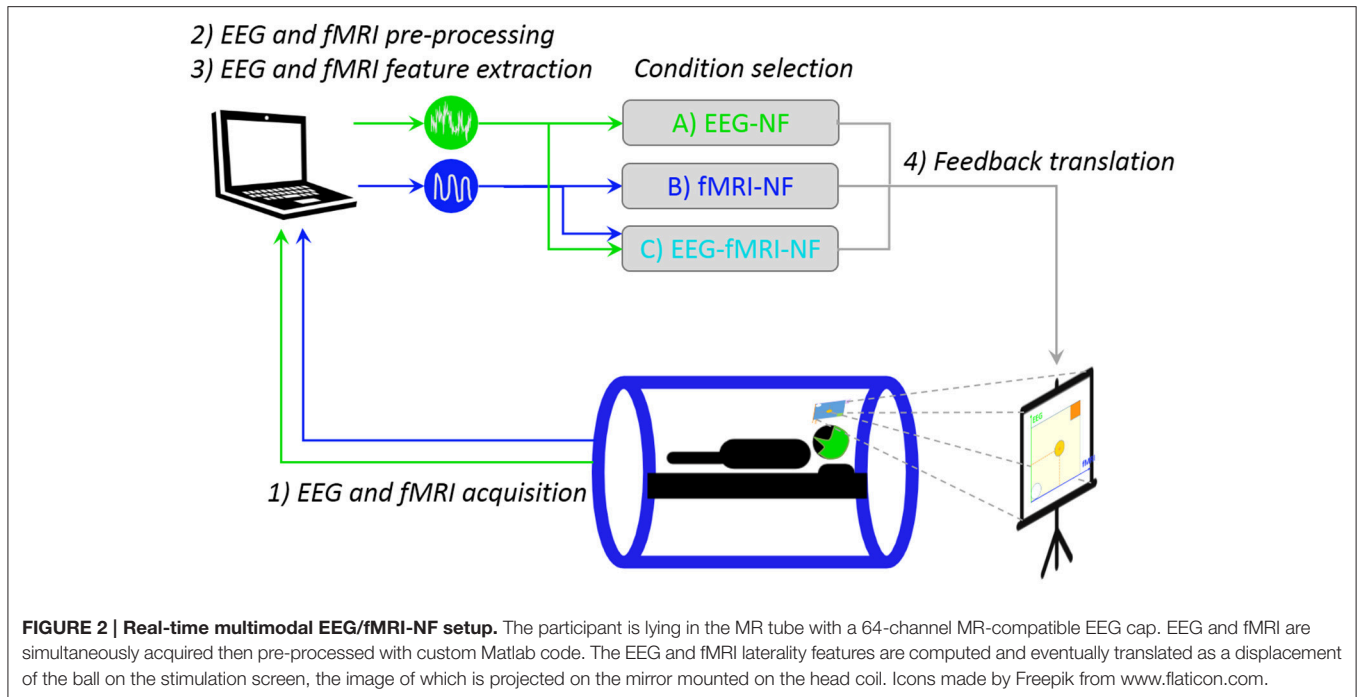 2) EEG and fMRI pre-processing
3) EEG and fMRI feature extraction
Condition selection
A) EEG-NF
B) fMRI-NF
C) EEG-fMRI-NF
4) Feedback translation
1) EEG and fMRI acquisition
EEG
fMRI
FIGURE 2 | Real-time multimodal EEG/fMRI-NF setup. The participant is lying in the MR tube with a 64-channel MR-compatible EEG cap. EEG and fMRI are
simultaneously acquired then pre-processed with custom Matlab code. The EEG and fMRI laterality features are computed and eventually translated as a displacement
of the ball on the stimulation screen, the image of which is projected on the mirror mounted on the head coil. Icons made by Freepik from www.flaticon.com.